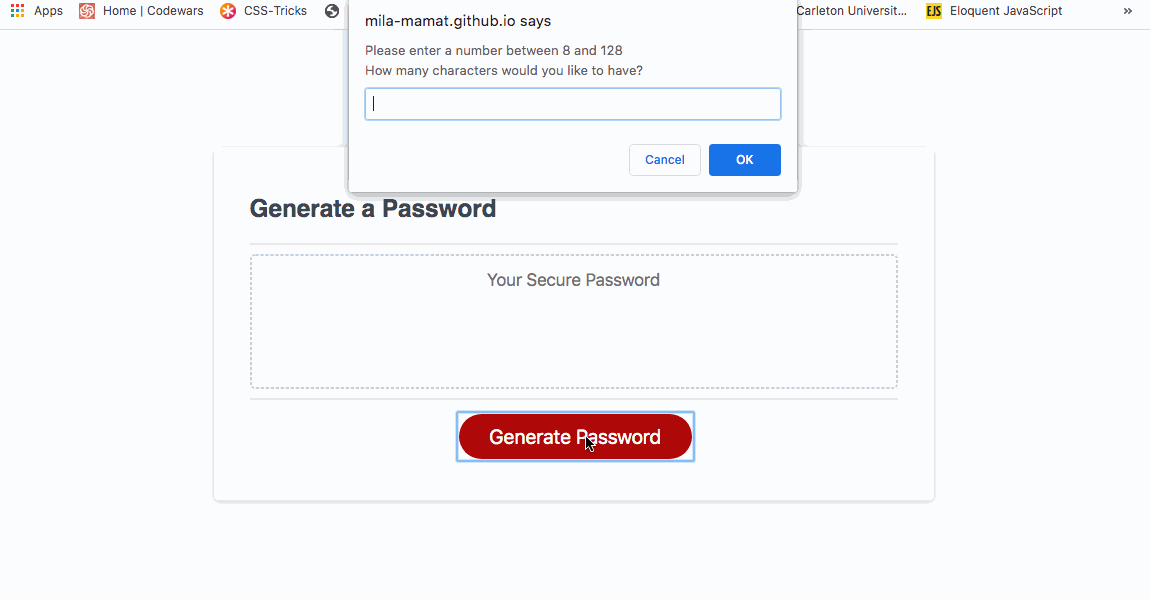 Apps
Home | Codewars
CSS-Tricks
Carleton Universit...
EJS
Eloquent JavaScript
»
mila-mamat.github.io says
Please enter a number between 8 and 128
How many characters would you like to have?
Cancel
OK
Generate a Password
Your Secure Password
Generate Password